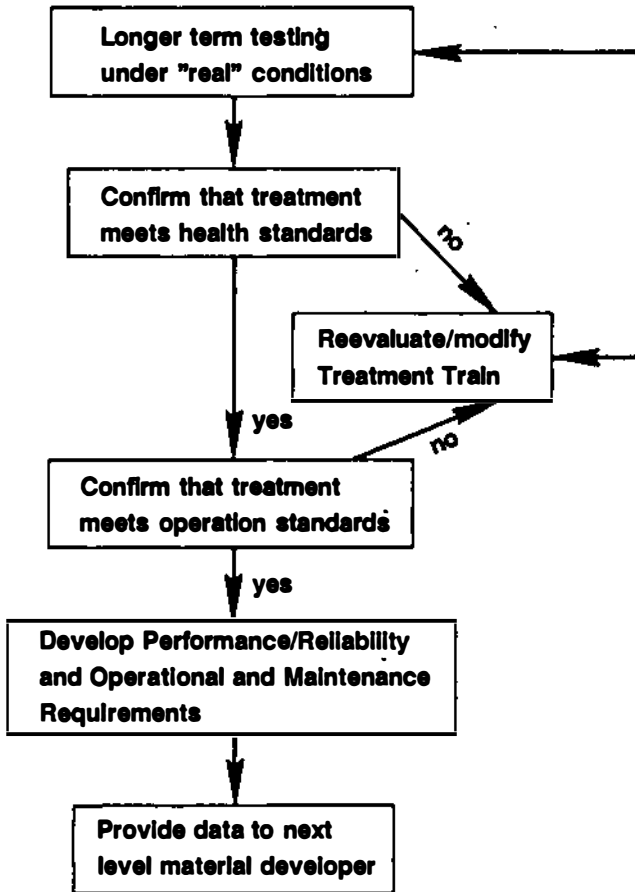 Longer term testing
under "real" conditions
Confirm that treatment
meets health standards
no
Reevaluate/modify
Treatment Train
yes
no
Confirm that treatment
meets operation standards
yes
Develop Performance/Reliability
and Operational and Maintenance
Requirements
Provide data to next
level material developer